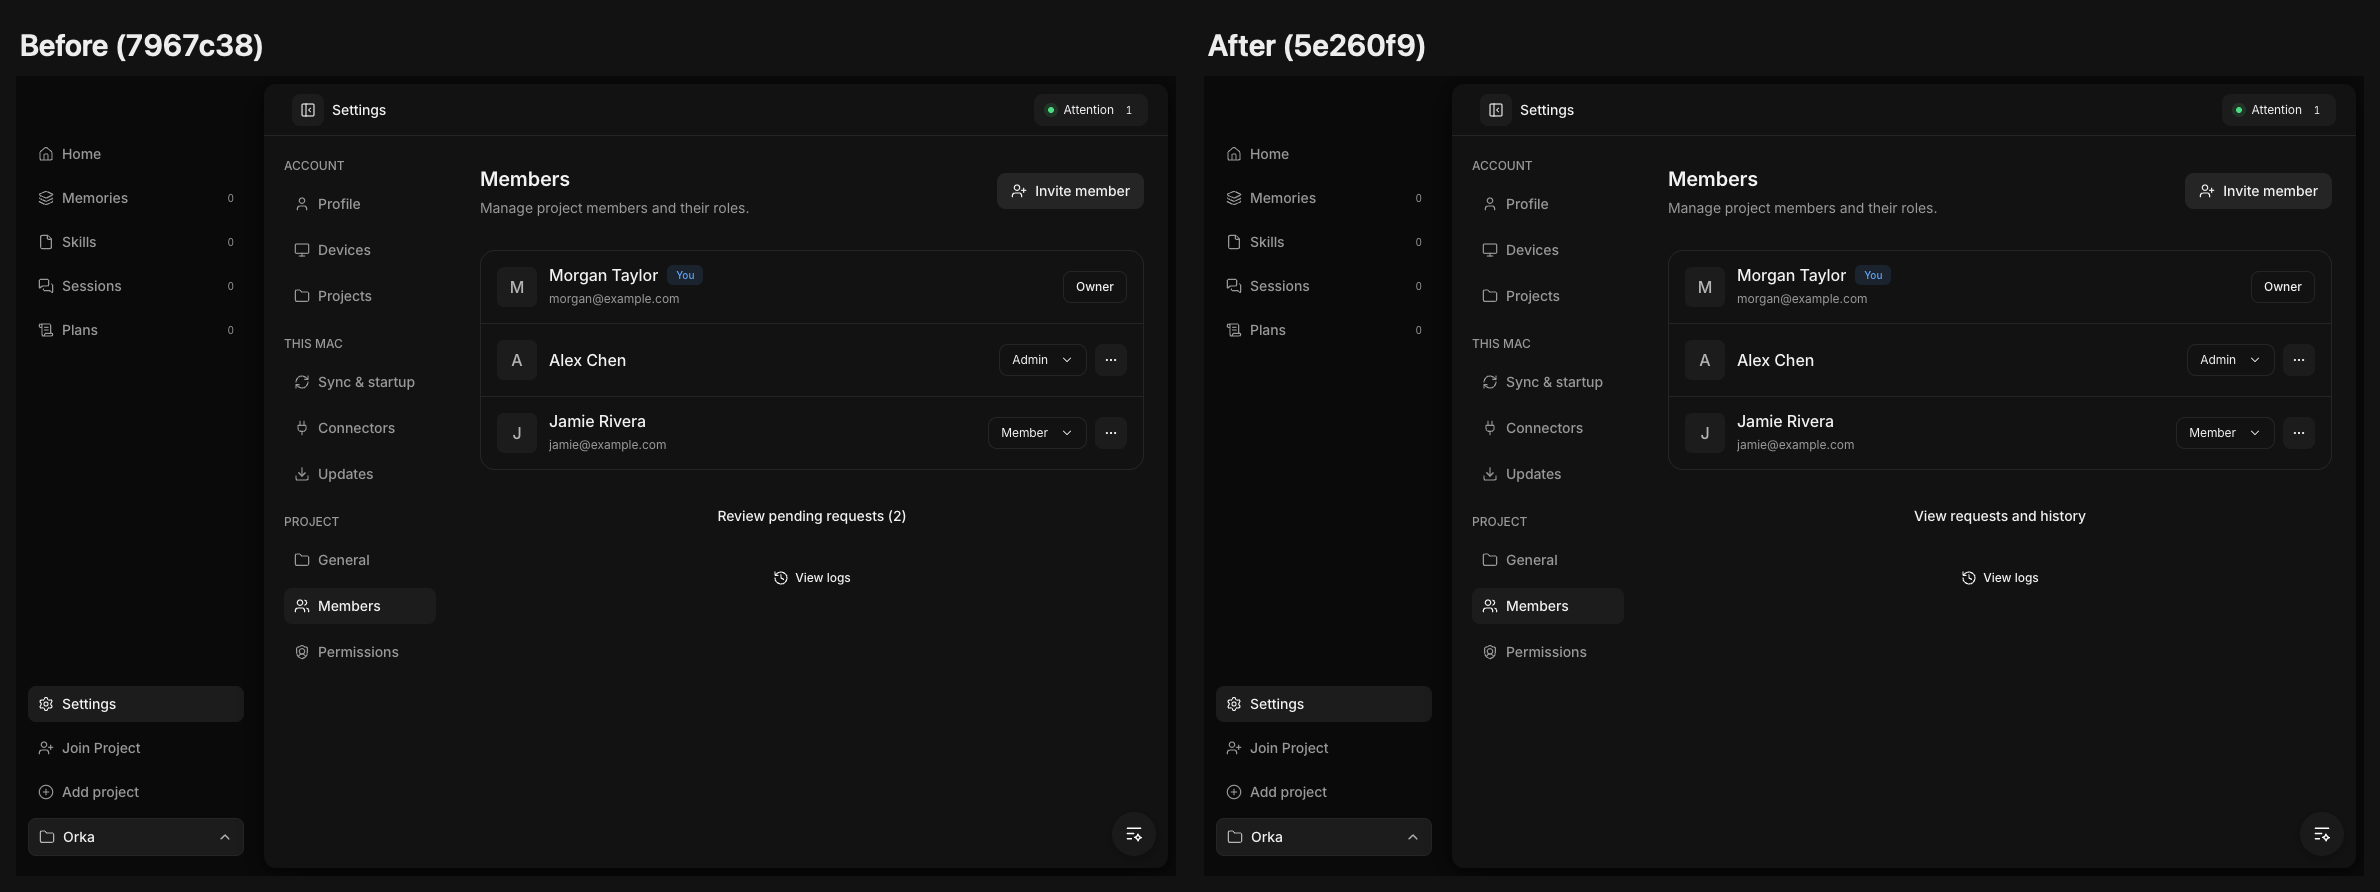 Before (7967c38)
Settings
Attention 1
Home
Memories 0
Skills 0
Sessions 0
Plans 0
Settings
Join Project
Add project
Orka
ACCOUNT
Profile
Devices
Projects
THIS MAC
Sync & startup
Connectors
Updates
PROJECT
General
Members
Permissions
Members
Manage project members and their roles.
Invite member
M
Morgan Taylor You
morgan@example.com
Owner
A
Alex Chen
Admin
J
Jamie Rivera
jamie@example.com
Member
Review pending requests (2)
View logs
After (5e260f9)
Settings
Attention 1
Home
Memories 0
Skills 0
Sessions 0
Plans 0
Settings
Join Project
Add project
Orka
ACCOUNT
Profile
Devices
Projects
THIS MAC
Sync & startup
Connectors
Updates
PROJECT
General
Members
Permissions
Members
Manage project members and their roles.
Invite member
M
Morgan Taylor You
morgan@example.com
Owner
A
Alex Chen
Admin
J
Jamie Rivera
jamie@example.com
Member
View requests and history
View logs